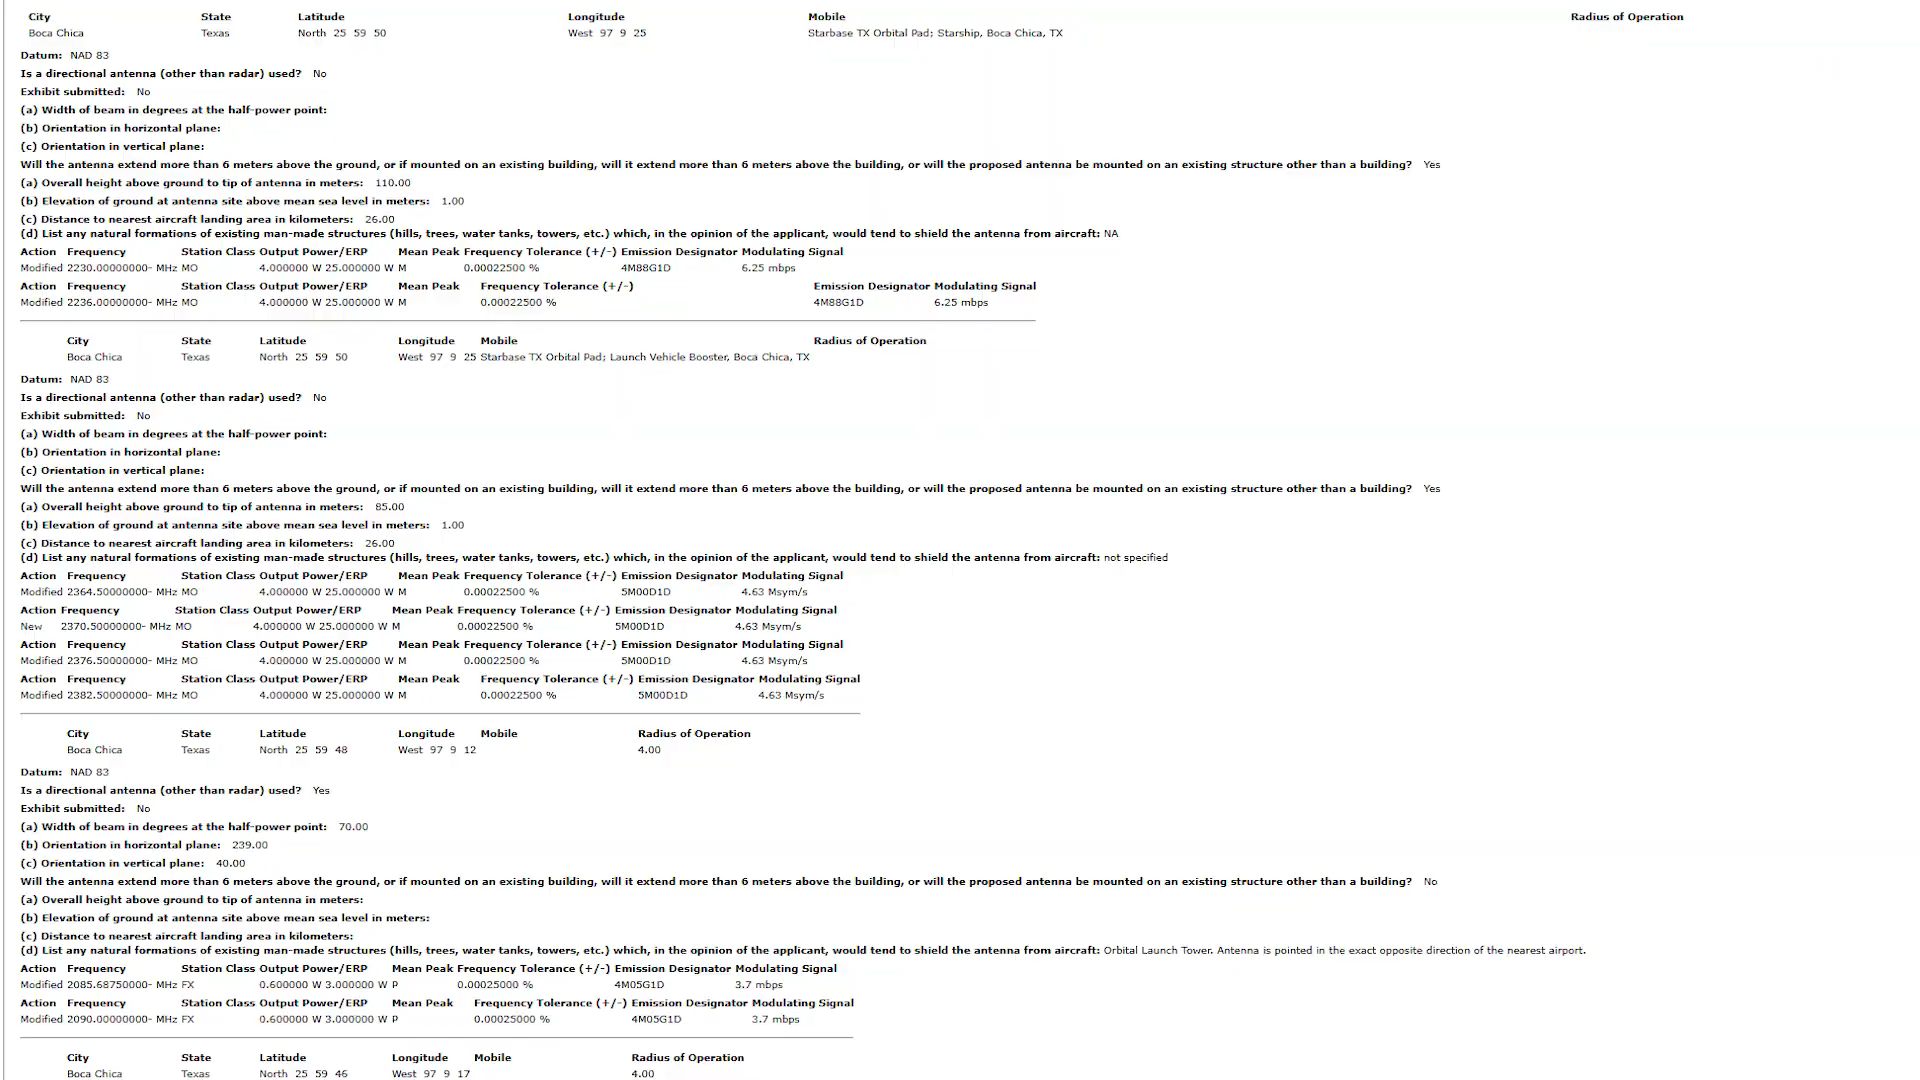 City State Latitude Longitude Mobile Radius of Operation
Boca Chica Texas North 25 59 50 West 97 9 25 Starbase TX Orbital Pad; Starship, Boca Chica, TX
Datum: NAD 83
Is a directional antenna (other than radar) used? No
Exhibit submitted: No
(a) Width of beam in degrees at the half-power point:
(b) Orientation in horizontal plane:
(c) Orientation in vertical plane:
Will the antenna extend more than 6 meters above the ground, or if mounted on an existing building, will it extend more than 6 meters above the building, or will the proposed antenna be mounted on an existing structure other than a building? Yes
(a) Overall height above ground to tip of antenna in meters: 110.00
(b) Elevation of ground at antenna site above mean sea level in meters: 1.00
(c) Distance to nearest aircraft landing area in kilometers: 26.00
(d) List any natural formations of existing man-made structures (hills, trees, water tanks, towers, etc.) which, in the opinion of the applicant, would tend to shield the antenna from aircraft: NA
Action Frequency Station Class Output Power/ERP Mean Peak Frequency Tolerance (+/-) Emission Designator Modulating Signal
Modified 2230.00000000- MHz MO 4.000000 W 25.000000 W M 0.00022500 % 4M88G1D 6.25 mbps
Action Frequency Station Class Output Power/ERP Mean Peak Frequency Tolerance (+/-) Emission Designator Modulating Signal
Modified 2236.00000000- MHz MO 4.000000 W 25.000000 W M 0.00022500 % 4M88G1D 6.25 mbps
City State Latitude Longitude Mobile Radius of Operation
Boca Chica Texas North 25 59 50 West 97 9 25 Starbase TX Orbital Pad; Launch Vehicle Booster, Boca Chica, TX
Datum: NAD 83
Is a directional antenna (other than radar) used? No
Exhibit submitted: No
(a) Width of beam in degrees at the half-power point:
(b) Orientation in horizontal plane:
(c) Orientation in vertical plane:
Will the antenna extend more than 6 meters above the ground, or if mounted on an existing building, will it extend more than 6 meters above the building, or will the proposed antenna be mounted on an existing structure other than a building? Yes
(a) Overall height above ground to tip of antenna in meters: 85.00
(b) Elevation of ground at antenna site above mean sea level in meters: 1.00
(c) Distance to nearest aircraft landing area in kilometers: 26.00
(d) List any natural formations of existing man-made structures (hills, trees, water tanks, towers, etc.) which, in the opinion of the applicant, would tend to shield the antenna from aircraft: not specified
Action Frequency Station Class Output Power/ERP Mean Peak Frequency Tolerance (+/-) Emission Designator Modulating Signal
Modified 2364.50000000- MHz MO 4.000000 W 25.000000 W M 0.00022500 % 5M00D1D 4.63 Msym/s
Action Frequency Station Class Output Power/ERP Mean Peak Frequency Tolerance (+/-) Emission Designator Modulating Signal
New 2370.50000000- MHz MO 4.000000 W 25.000000 W M 0.00022500 % 5M00D1D 4.63 Msym/s
Action Frequency Station Class Output Power/ERP Mean Peak Frequency Tolerance (+/-) Emission Designator Modulating Signal
Modified 2376.50000000- MHz MO 4.000000 W 25.000000 W M 0.00022500 % 5M00D1D 4.63 Msym/s
Action Frequency Station Class Output Power/ERP Mean Peak Frequency Tolerance (+/-) Emission Designator Modulating Signal
Modified 2382.50000000- MHz MO 4.000000 W 25.000000 W M 0.00022500 % 5M00D1D 4.63 Msym/s
City State Latitude Longitude Mobile Radius of Operation
Boca Chica Texas North 25 59 48 West 97 9 12 4.00
Datum: NAD 83
Is a directional antenna (other than radar) used? Yes
Exhibit submitted: No
(a) Width of beam in degrees at the half-power point: 70.00
(b) Orientation in horizontal plane: 239.00
(c) Orientation in vertical plane: 40.00
Will the antenna extend more than 6 meters above the ground, or if mounted on an existing building, will it extend more than 6 meters above the building, or will the proposed antenna be mounted on an existing structure other than a building? No
(a) Overall height above ground to tip of antenna in meters:
(b) Elevation of ground at antenna site above mean sea level in meters:
(c) Distance to nearest aircraft landing area in kilometers:
(d) List any natural formations of existing man-made structures (hills, trees, water tanks, towers, etc.) which, in the opinion of the applicant, would tend to shield the antenna from aircraft: Orbital Launch Tower. Antenna is pointed in the exact opposite direction of the nearest airport.
Action Frequency Station Class Output Power/ERP Mean Peak Frequency Tolerance (+/-) Emission Designator Modulating Signal
Modified 2085.68750000- MHz FX 0.600000 W 3.000000 W P 0.00025000 % 4M05G1D 3.7 mbps
Action Frequency Station Class Output Power/ERP Mean Peak Frequency Tolerance (+/-) Emission Designator Modulating Signal
Modified 2090.00000000- MHz FX 0.600000 W 3.000000 W P 0.00025000 % 4M05G1D 3.7 mbps
City State Latitude Longitude Mobile Radius of Operation
Boca Chica Texas North 25 59 46 West 97 9 17 4.00